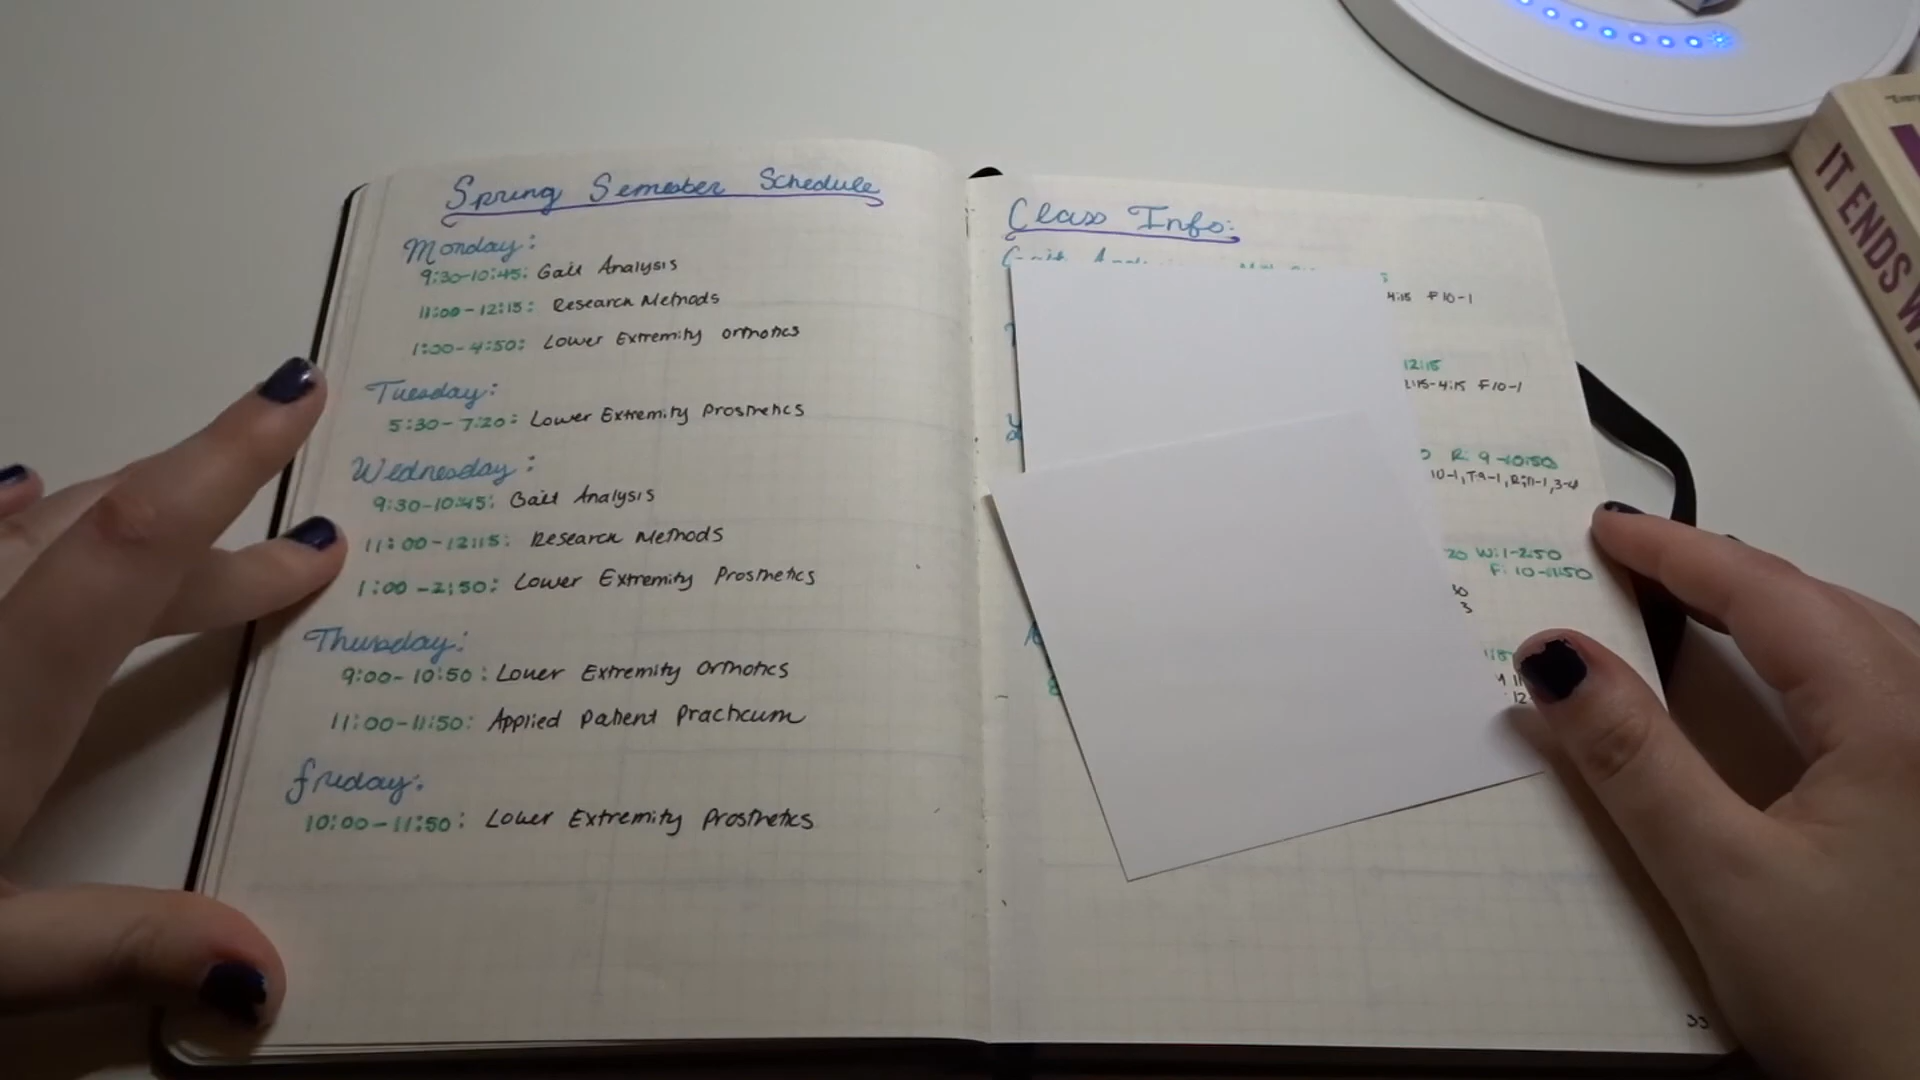 Spring Semester Schedule
Monday:
9:30-10:45: Gait Analysis
11:00-12:15: Research Methods
1:00-4:50: Lower Extremity Orthotics
Tuesday:
5:30-7:20: Lower Extremity Prosthetics
Wednesday:
9:30-10:45: Gait Analysis
11:00-12:15: Research Methods
1:00-2:50: Lower Extremity Prosthetics
Thursday:
9:00-10:50: Lower Extremity Orthotics
11:00-11:50: Applied Patient Practicum
Friday:
10:00-11:50: Lower Extremity Prosthetics
Class Info:
4:15 F 10-1
12:15
1:15-4:15 F 10-1
R: 9-10:50
10-1, T:9-1, R:11-1, 3-4
20 W:1-2:50
F: 10-11:50
33
IT ENDS W